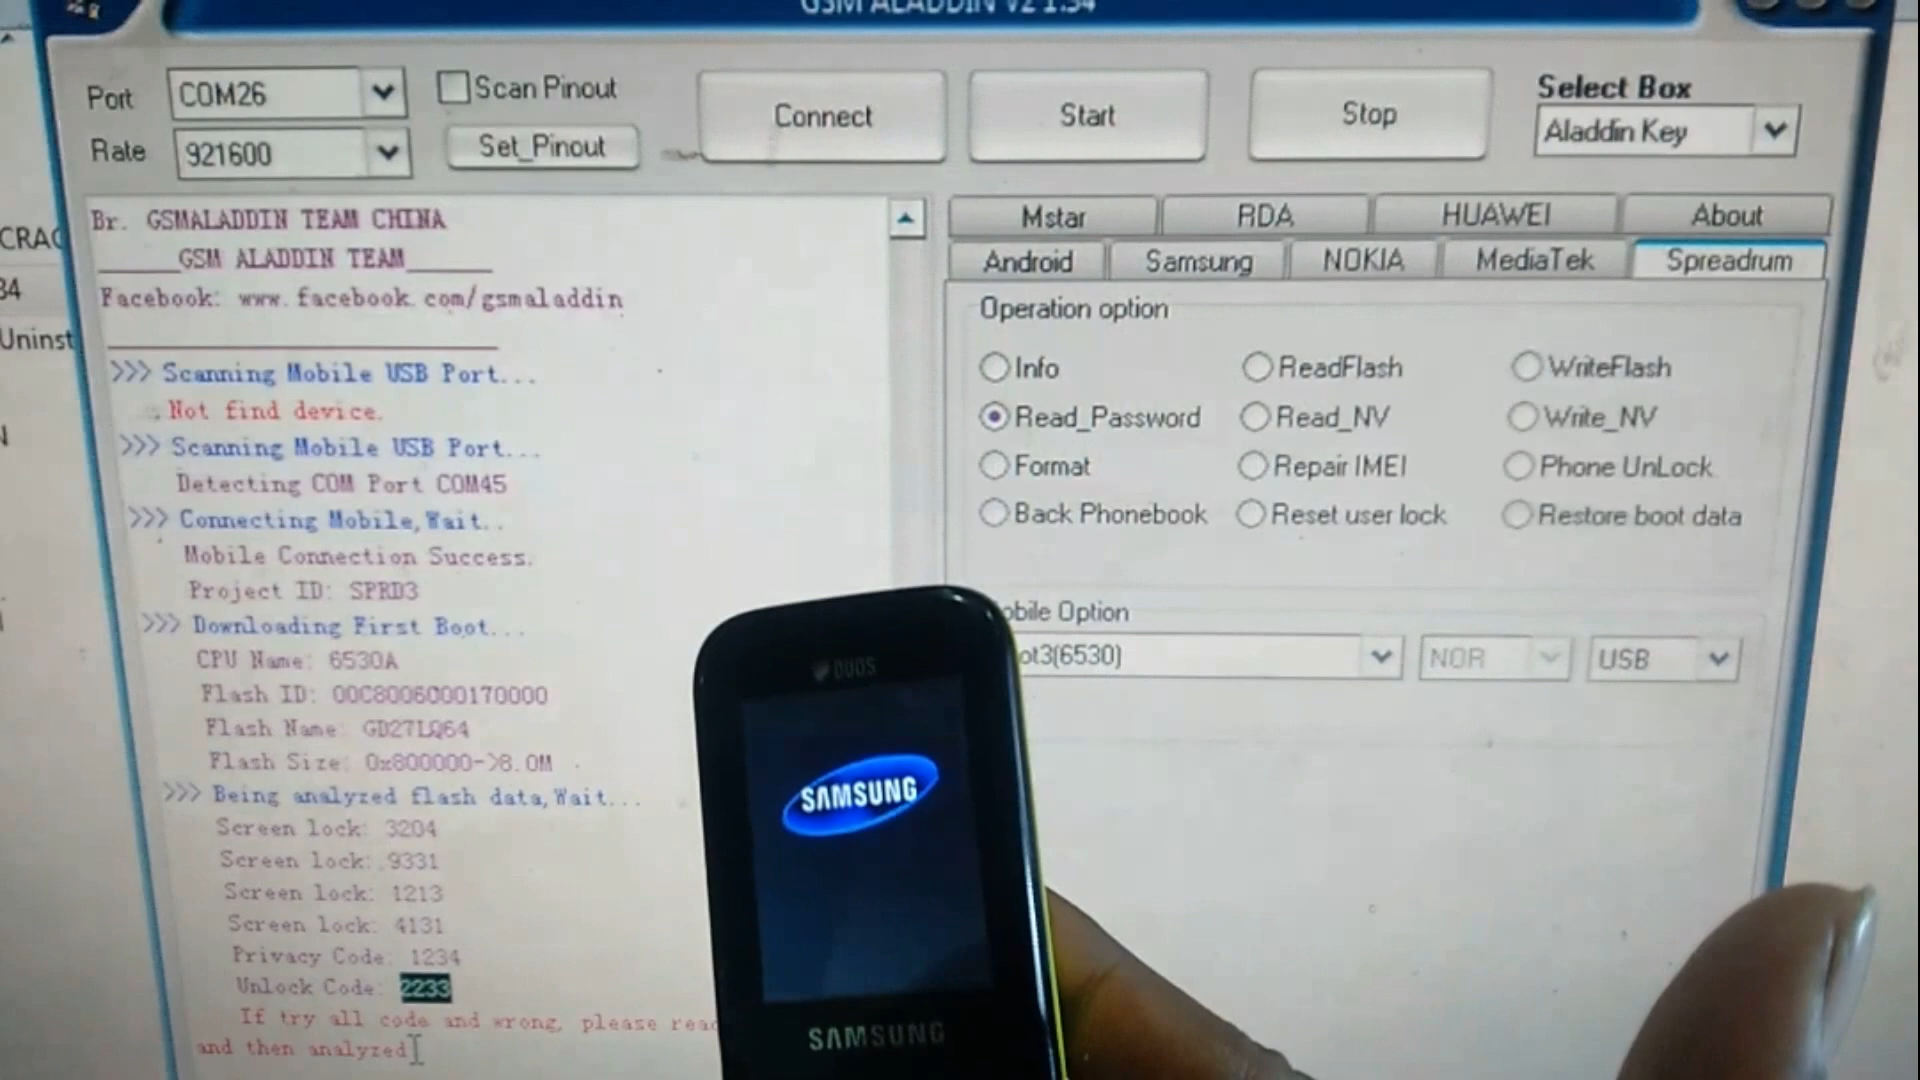 GSM ALADDIN V2 1.34
Port
COM26
Scan Pinout
Connect
Start
Stop
Select Box
Rate
921600
Set_Pinout
Aladdin Key
CRAC
34
Uninst
Br. GSMALADDIN TEAM CHINA
______GSM ALADDIN TEAM______
Facebook: www.facebook.com/gsmaladdin
>>> Scanning Mobile USB Port...
Not find device.
>>> Scanning Mobile USB Port...
Detecting COM Port COM45
>>> Connecting Mobile,Wait..
Mobile Connection Success.
Project ID: SPRD3
>>> Downloading First Boot...
CPU Name: 6530A
Flash ID: 00C8006000170000
Flash Name: GD27LQ64
Flash Size: 0x800000->8.0M
>>> Being analyzed flash data,Wait...
Screen lock: 3204
Screen lock: 9331
Screen lock: 1213
Screen lock: 4131
Privacy Code: 1234
Unlock Code: 2233
If try all code and wrong, please read
and then analyzed
Mstar
RDA
HUAWEI
About
Android
Samsung
NOKIA
MediaTek
Spreadrum
Operation option
Info
ReadFlash
WriteFlash
Read_Password
Read_NV
Write_NV
Format
Repair IMEI
Phone UnLock
Back Phonebook
Reset user lock
Restore boot data
obile Option
ot3(6530)
NOR
USB
DUOS
SAMSUNG
SAMSUNG